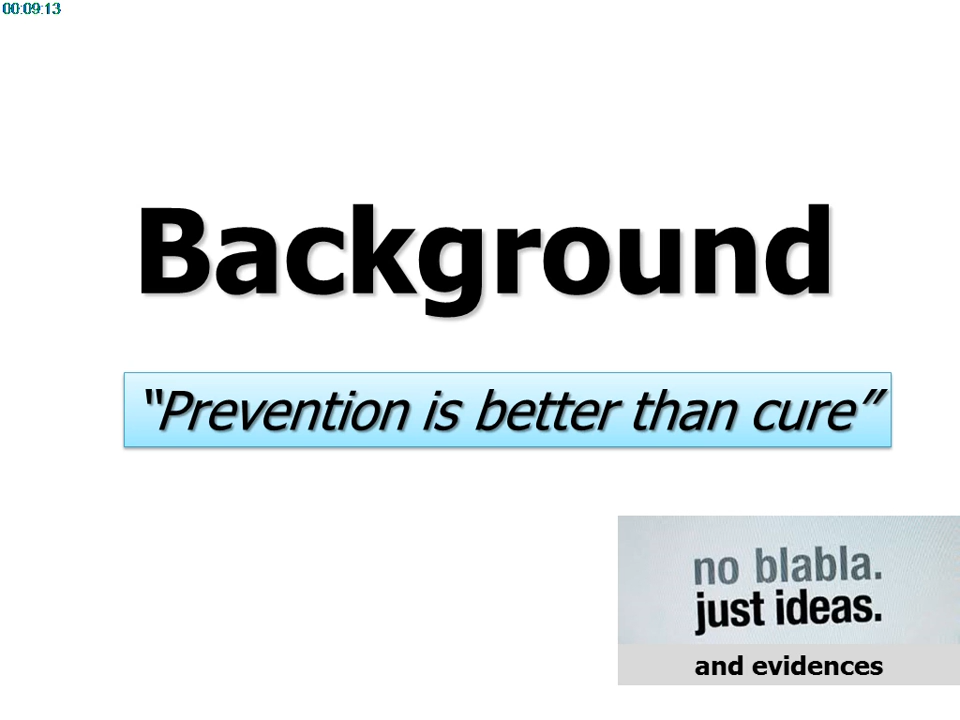 00:09:13
Background
“Prevention is better than cure”
no blabla.
just ideas.
and evidences